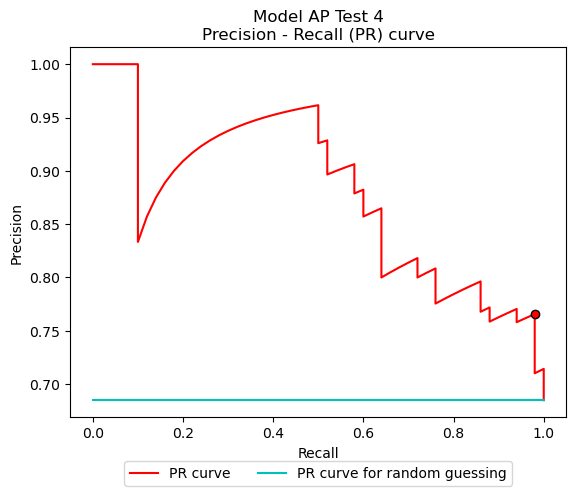 Model AP Test 4
Precision - Recall (PR) curve
1.00
0.95
0.90
0.85
0.80
0.75
0.70
Precision
0.0 0.2 0.4 0.6 0.8 1.0
Recall
PR curve PR curve for random guessing